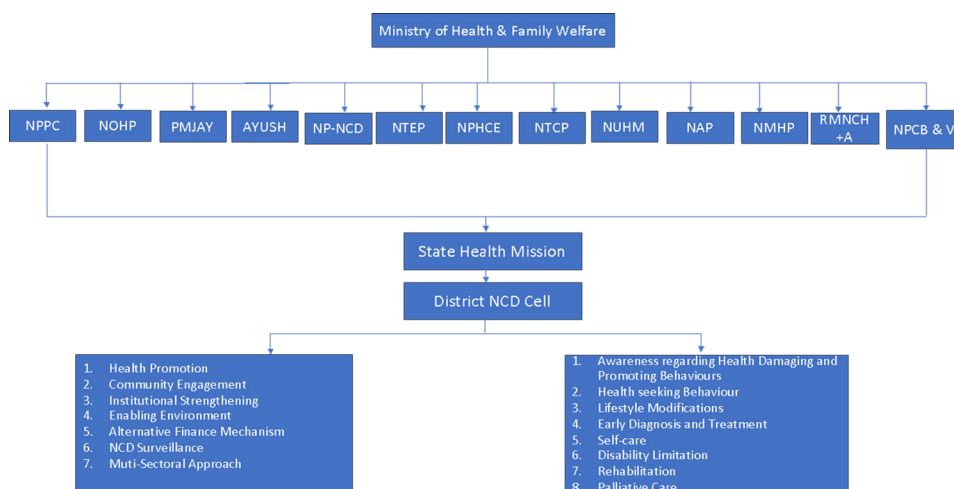 Ministry of Health & Family Welfare
NPPC
NOHP
PMJAY
AYUSH
NP-NCD
NTEP
NPHCE
NTCP
NUHM
NAP
NMHP
RMNCH
+A
NPCB & V
State Health Mission
District NCD Cell
1. Health Promotion
2. Community Engagement
3. Institutional Strengthening
4. Enabling Environment
5. Alternative Finance Mechanism
6. NCD Surveillance
7. Muti-Sectoral Approach
1. Awareness regarding Health Damaging and
Promoting Behaviours
2. Health seeking Behaviour
3. Lifestyle Modifications
4. Early Diagnosis and Treatment
5. Self-care
6. Disability Limitation
7. Rehabilitation
8. Palliative Care